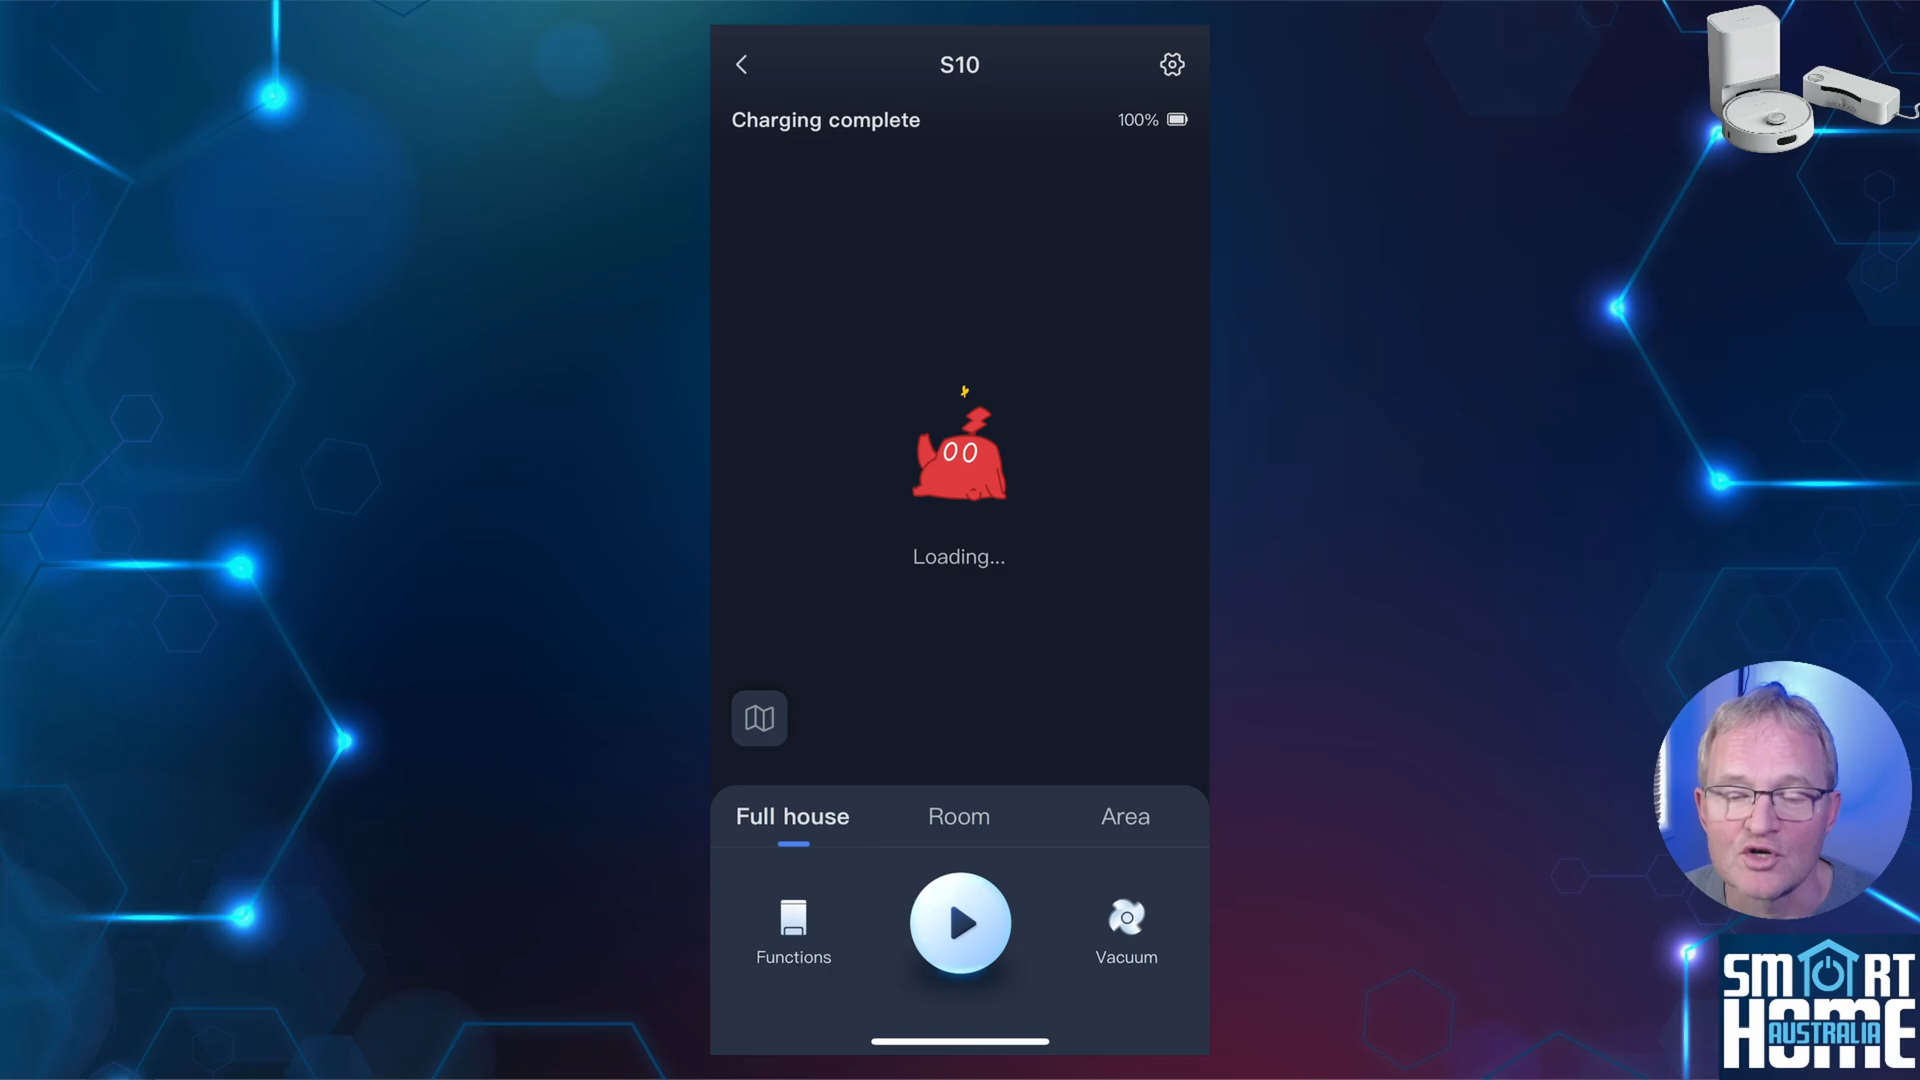 S10
Charging complete
100%
Loading...
Full house
Room
Area
Functions
Vacuum
SMART
HOME
AUSTRALIA